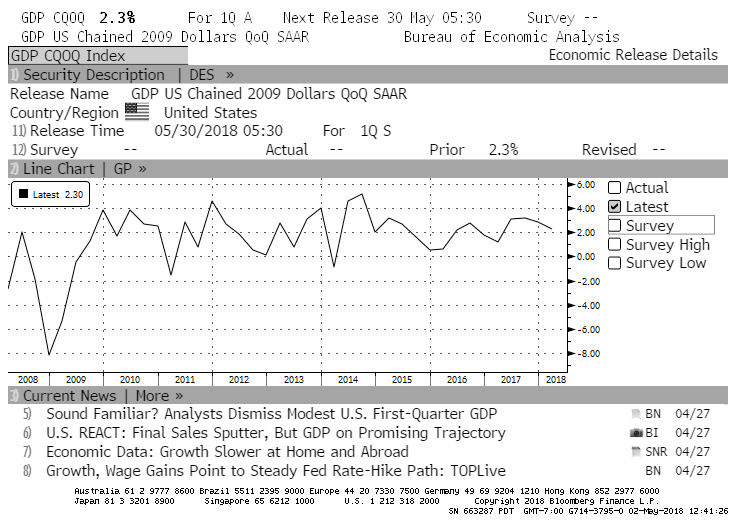 GDP CQOQ 2.3% For 1Q A Next Release 30 May 05:30 Survey --
GDP US Chained 2009 Dollars QoQ SAAR Bureau of Economic Analysis
GDP CQOQ Index Economic Release Details
1) Security Description | DES »
Release Name GDP US Chained 2009 Dollars QoQ SAAR
Country/Region United States
11) Release Time 05/30/2018 05:30 For 1Q S
12) Survey -- Actual -- Prior 2.3% Revised --
2) Line Chart | GP »
Latest 2.30
6.00
4.00
2.00
0.00
-2.00
-4.00
-6.00
-8.00
Actual
Latest
Survey
Survey High
Survey Low
2008 2009 2010 2011 2012 2013 2014 2015 2016 2017 2018
3) Current News | More »
5) Sound Familiar? Analysts Dismiss Modest U.S. First-Quarter GDP BN 04/27
6) U.S. REACT: Final Sales Sputter, But GDP on Promising Trajectory BI 04/27
7) Economic Data: Growth Slower at Home and Abroad SNR 04/27
8) Growth, Wage Gains Point to Steady Fed Rate-Hike Path: TOPLive BN 04/27
Australia 61 2 9777 8600 Brazil 5511 2395 9000 Europe 44 20 7330 7500 Germany 49 69 9204 1210 Hong Kong 852 2977 6000
Japan 81 3 3201 8900 Singapore 65 6212 1000 U.S. 1 212 318 2000 Copyright 2018 Bloomberg Finance L.P.
SN 663287 PDT GMT-7:00 G714-3795-0 02-May-2018 12:41:26